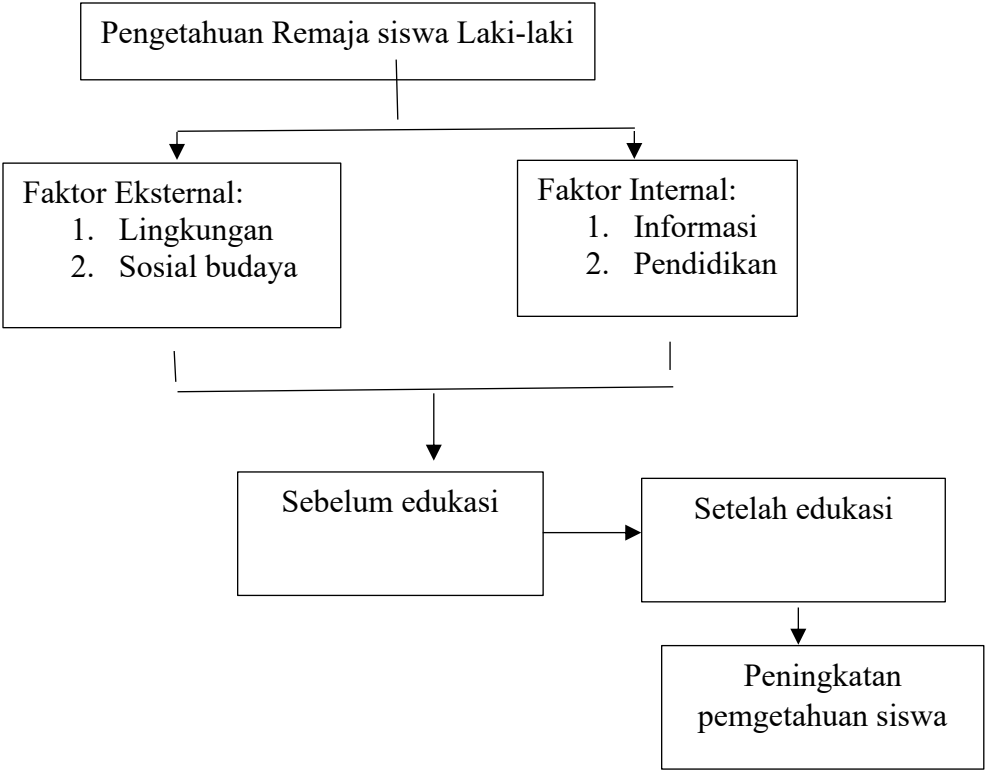 Pengetahuan Remaja siswa Laki-laki
Faktor Eksternal:
1. Lingkungan
2. Sosial budaya
Faktor Internal:
1. Informasi
2. Pendidikan
Sebelum edukasi
Setelah edukasi
Peningkatan
pemgetahuan siswa